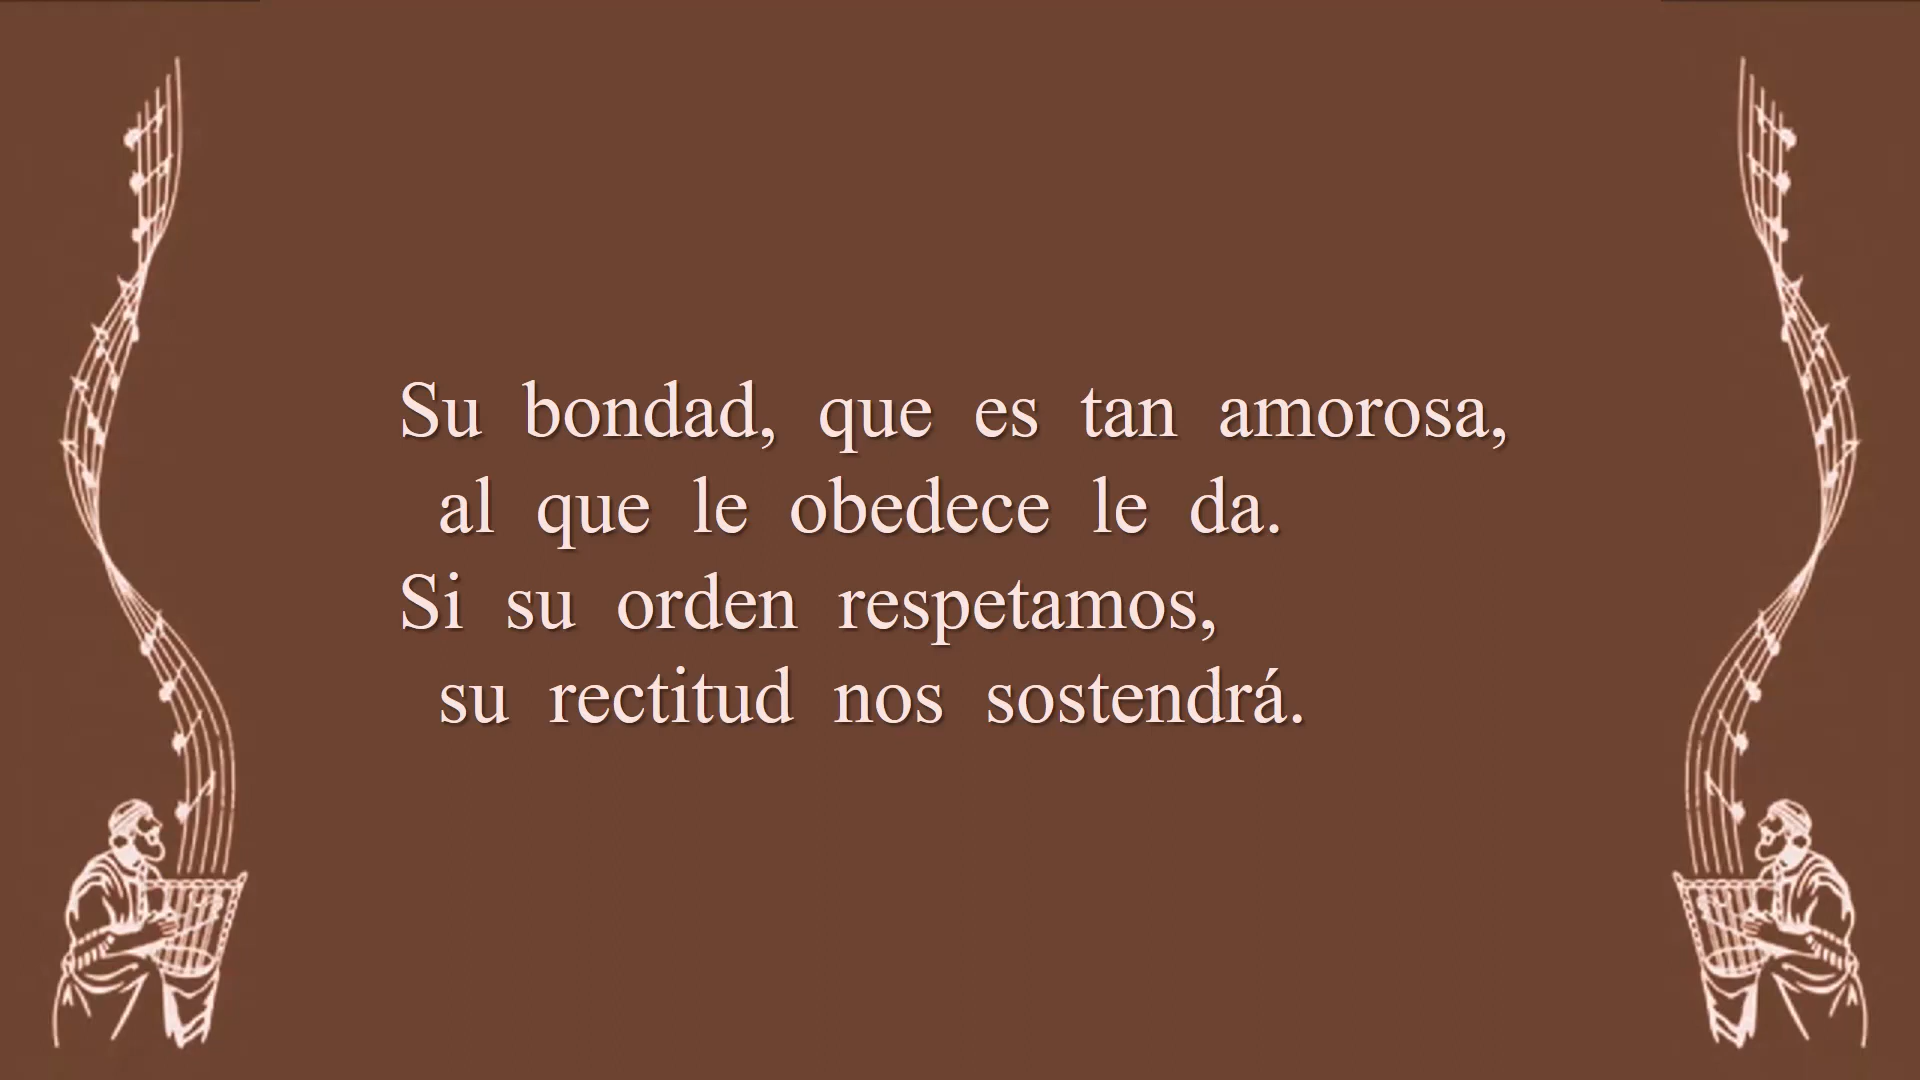 Su bondad, que es tan amorosa,
al que le obedece le da.
Si su orden respetamos,
su rectitud nos sostendrá.